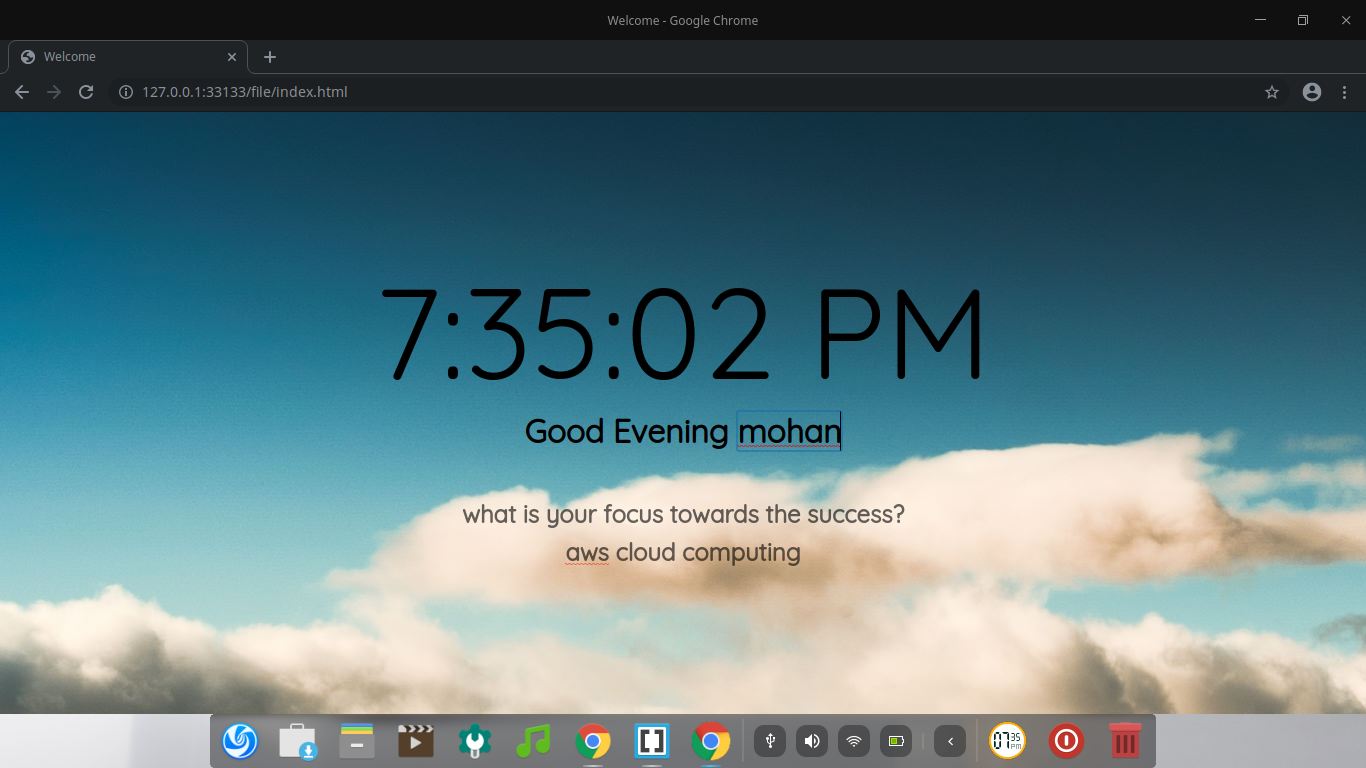 Welcome - Google Chrome
Welcome
127.0.0.1:33133/file/index.html
7:35:02 PM
Good Evening mohan
what is your focus towards the success?
aws cloud computing
07 35 PM